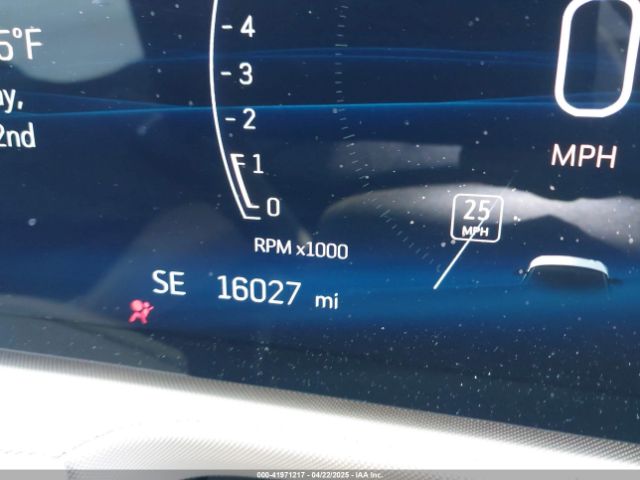 5°F
2nd
4
3
2
1
0
RPM x1000
0
MPH
25
MPH
SE 16027 mi
000-41971217 - 04/22/2025 - IAA Inc.